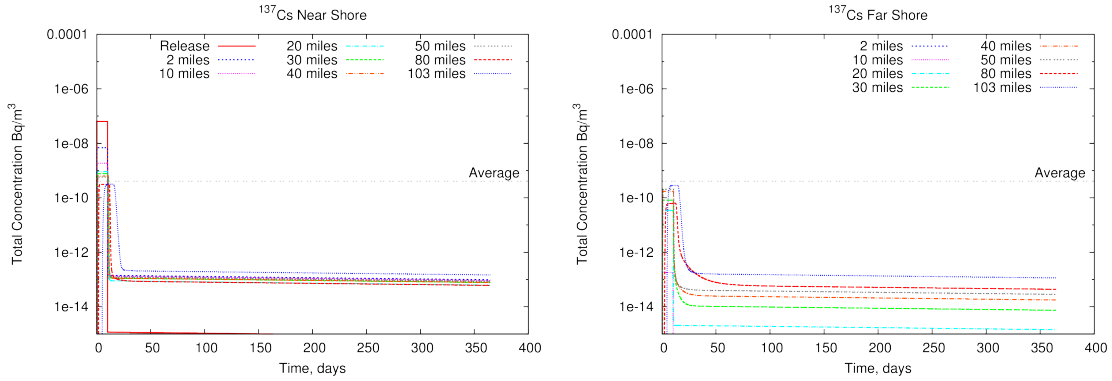 ¹³⁷Cs Near Shore
Total Concentration Bq/m³
0.0001
1e-06
1e-08
1e-10
1e-12
1e-14
Release 20 miles 50 miles
2 miles 30 miles 80 miles
10 miles 40 miles 103 miles
Average
0 50 100 150 200 250 300 350 400
Time, days
¹³⁷Cs Far Shore
Total Concentration Bq/m³
0.0001
1e-06
1e-08
1e-10
1e-12
1e-14
2 miles 40 miles
10 miles 50 miles
20 miles 80 miles
30 miles 103 miles
Average
0 50 100 150 200 250 300 350 400
Time, days